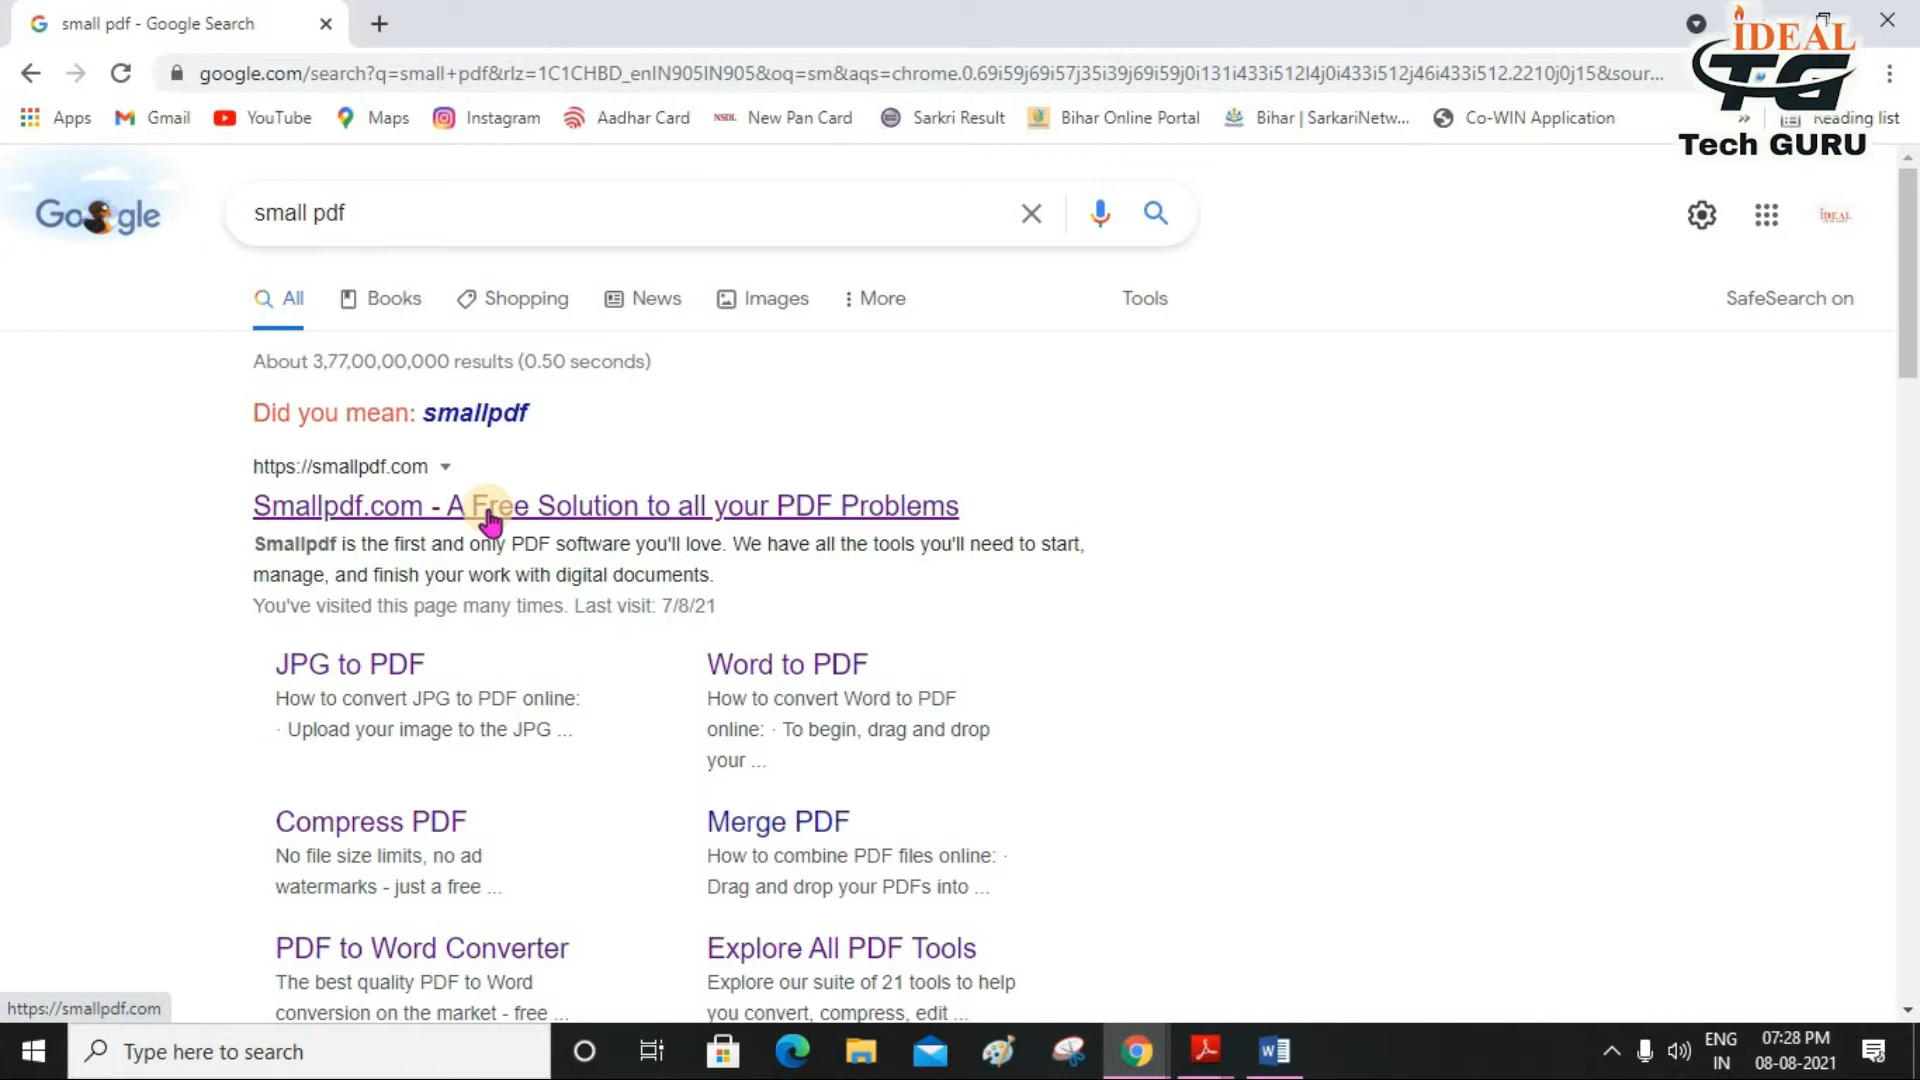 small pdf - Google Search
google.com/search?q=small+pdf&rlz=1C1CHBD_enIN905IN905&oq=sm&aqs=chrome.0.69i59j69i57j35i39j69i59j0i131i433i512l4j0i433i512j46i433i512.2210j0j15&sour...
IDEAL
TG
Tech GURU
Apps Gmail YouTube Maps Instagram Aadhar Card NSDL New Pan Card Sarkri Result Bihar Online Portal Bihar | SarkariNetw... Co-WIN Application » Reading list
Google
small pdf
IDEAL
All Books Shopping News Images More Tools SafeSearch on
About 3,77,00,00,000 results (0.50 seconds)
Did you mean: smallpdf
https://smallpdf.com
Smallpdf.com - A Free Solution to all your PDF Problems
Smallpdf is the first and only PDF software you'll love. We have all the tools you'll need to start,
manage, and finish your work with digital documents.
You've visited this page many times. Last visit: 7/8/21
JPG to PDF
How to convert JPG to PDF online:
· Upload your image to the JPG ...
Word to PDF
How to convert Word to PDF
online: · To begin, drag and drop
your ...
Compress PDF
No file size limits, no ad
watermarks - just a free ...
Merge PDF
How to combine PDF files online: ·
Drag and drop your PDFs into ...
PDF to Word Converter
The best quality PDF to Word
conversion on the market - free ...
Explore All PDF Tools
Explore our suite of 21 tools to help
you convert, compress, edit ...
https://smallpdf.com
Type here to search
ENG
IN
07:28 PM
08-08-2021